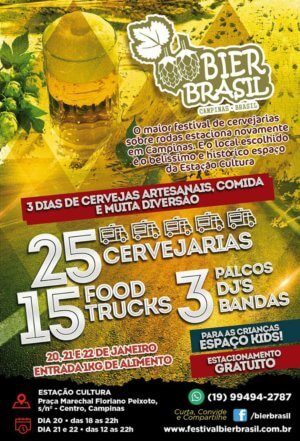 BIER
BRASIL
CAMPINAS • BRASIL
O maior festival de cervejarias
sobre rodas estaciona novamente
em Campinas. E o local escolhido
é o belíssimo e histórico espaço
da Estação Cultura
3 DIAS DE CERVEJAS ARTESANAIS, COMIDA
E MUITA DIVERSÃO
25 CERVEJARIAS
15 FOOD
TRUCKS
3 PALCOS
DJ'S
BANDAS
20, 21 E 22 DE JANEIRO
ENTRADA 1KG DE ALIMENTO
PARA AS CRIANÇAS
ESPAÇO KIDS!
ESTACIONAMENTO
GRATUITO
ESTAÇÃO CULTURA
Praça Marechal Floriano Peixoto,
s/nº - Centro, Campinas
DIA 20 • das 18 às 22h
DIA 21 e 22 • das 12 às 22h
(19) 99494-2787
Curta, Convide
e Compartilhe
f /bierbrasil
www.festivalbierbrasil.com.br